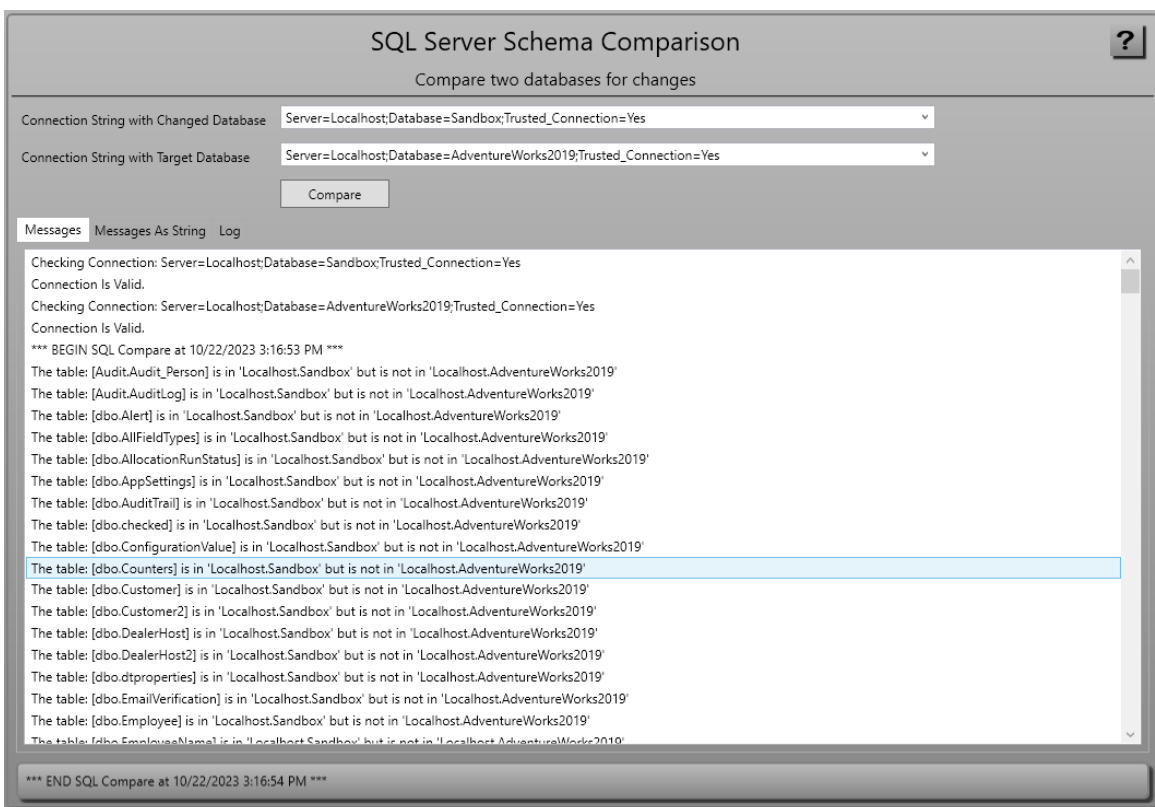 SQL Server Schema Comparison
?
Compare two databases for changes
Connection String with Changed Database
Server=Localhost;Database=Sandbox;Trusted_Connection=Yes
Connection String with Target Database
Server=Localhost;Database=AdventureWorks2019;Trusted_Connection=Yes
Compare
Messages Messages As String Log
Checking Connection: Server=Localhost;Database=Sandbox;Trusted_Connection=Yes
Connection Is Valid.
Checking Connection: Server=Localhost;Database=AdventureWorks2019;Trusted_Connection=Yes
Connection Is Valid.
*** BEGIN SQL Compare at 10/22/2023 3:16:53 PM ***
The table: [Audit.Audit_Person] is in 'Localhost.Sandbox' but is not in 'Localhost.AdventureWorks2019'
The table: [Audit.AuditLog] is in 'Localhost.Sandbox' but is not in 'Localhost.AdventureWorks2019'
The table: [dbo.Alert] is in 'Localhost.Sandbox' but is not in 'Localhost.AdventureWorks2019'
The table: [dbo.AllFieldTypes] is in 'Localhost.Sandbox' but is not in 'Localhost.AdventureWorks2019'
The table: [dbo.AllocationRunStatus] is in 'Localhost.Sandbox' but is not in 'Localhost.AdventureWorks2019'
The table: [dbo.AppSettings] is in 'Localhost.Sandbox' but is not in 'Localhost.AdventureWorks2019'
The table: [dbo.AuditTrail] is in 'Localhost.Sandbox' but is not in 'Localhost.AdventureWorks2019'
The table: [dbo.checked] is in 'Localhost.Sandbox' but is not in 'Localhost.AdventureWorks2019'
The table: [dbo.ConfigurationValue] is in 'Localhost.Sandbox' but is not in 'Localhost.AdventureWorks2019'
The table: [dbo.Counters] is in 'Localhost.Sandbox' but is not in 'Localhost.AdventureWorks2019'
The table: [dbo.Customer] is in 'Localhost.Sandbox' but is not in 'Localhost.AdventureWorks2019'
The table: [dbo.Customer2] is in 'Localhost.Sandbox' but is not in 'Localhost.AdventureWorks2019'
The table: [dbo.DealerHost] is in 'Localhost.Sandbox' but is not in 'Localhost.AdventureWorks2019'
The table: [dbo.DealerHost2] is in 'Localhost.Sandbox' but is not in 'Localhost.AdventureWorks2019'
The table: [dbo.dtproperties] is in 'Localhost.Sandbox' but is not in 'Localhost.AdventureWorks2019'
The table: [dbo.EmailVerification] is in 'Localhost.Sandbox' but is not in 'Localhost.AdventureWorks2019'
The table: [dbo.Employee] is in 'Localhost.Sandbox' but is not in 'Localhost.AdventureWorks2019'
The table: [dbo.EmployeeName] is in 'Localhost.Sandbox' but is not in 'Localhost.AdventureWorks2019'
*** END SQL Compare at 10/22/2023 3:16:54 PM ***